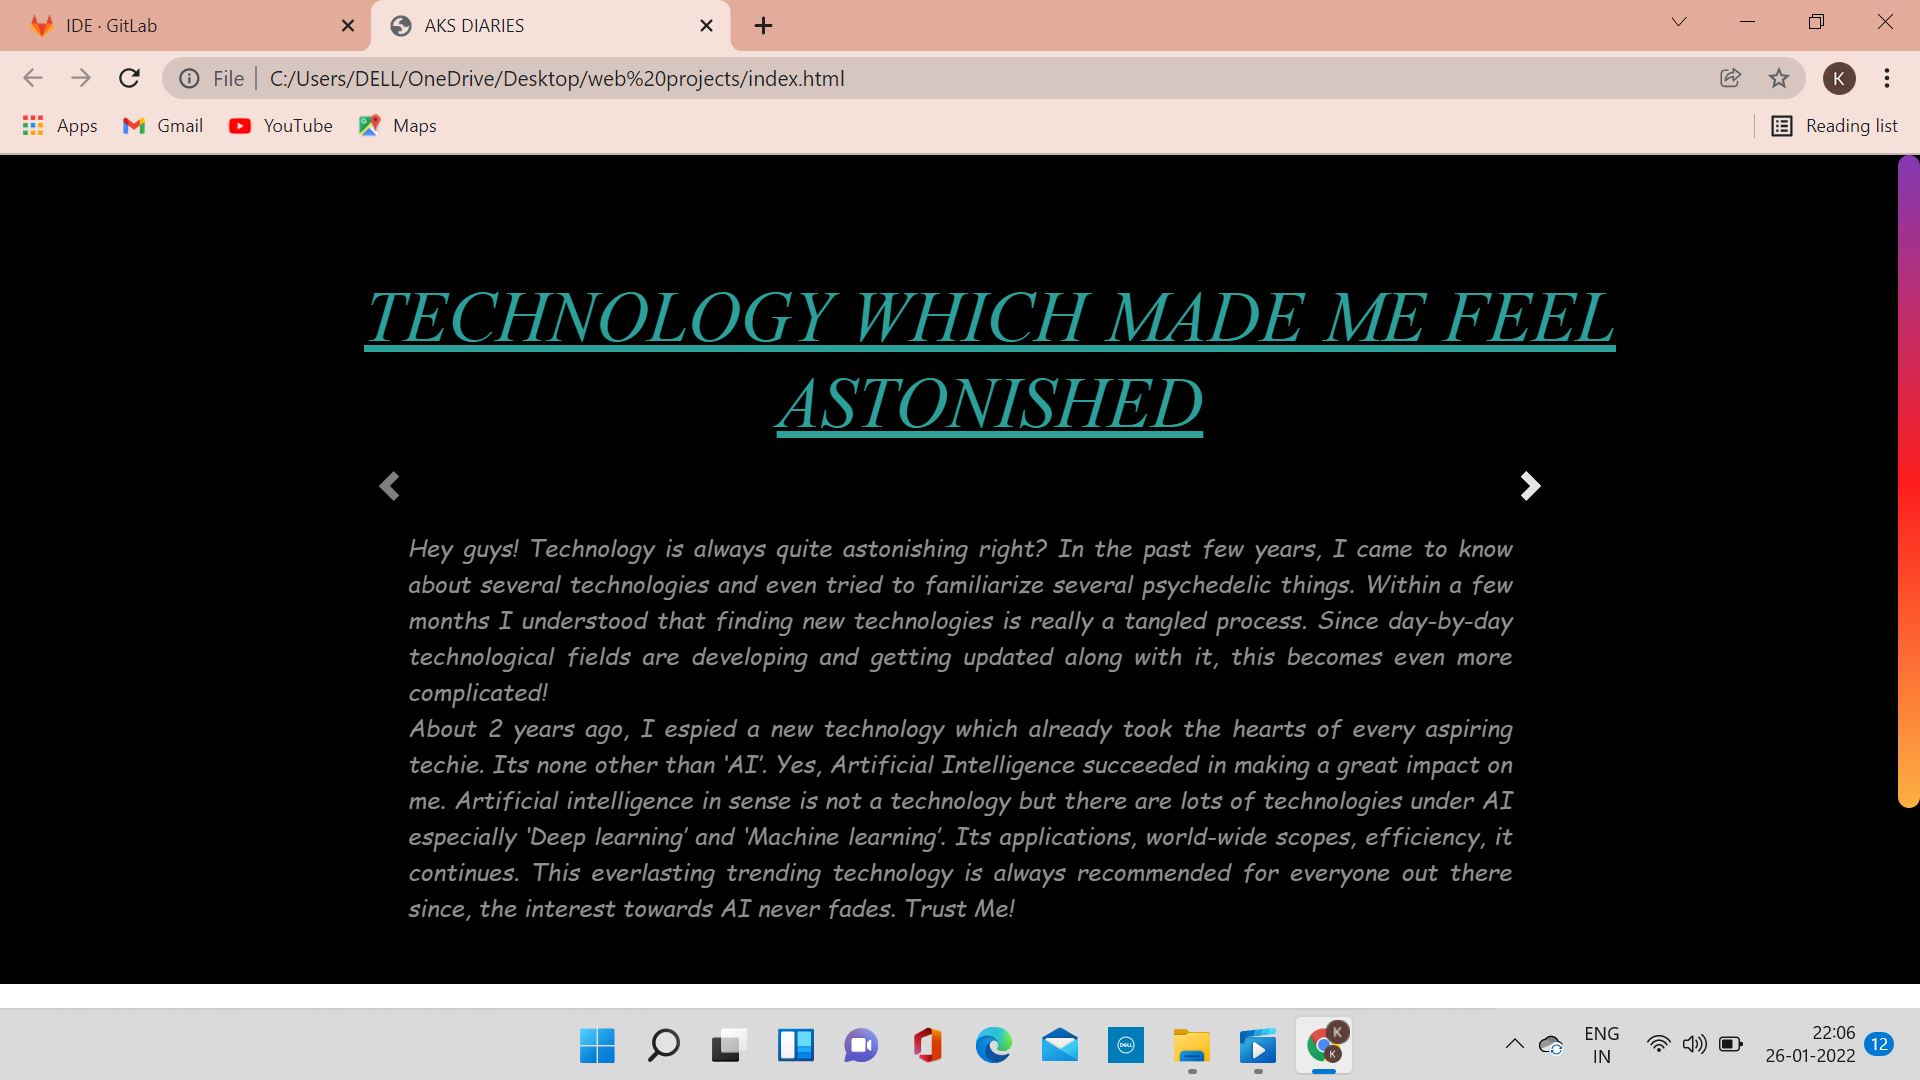 IDE · GitLab
AKS DIARIES
File
C:/Users/DELL/OneDrive/Desktop/web%20projects/index.html
K
Apps
Gmail
YouTube
Maps
Reading list
TECHNOLOGY WHICH MADE ME FEEL
ASTONISHED
Hey guys! Technology is always quite astonishing right? In the past few years, I came to know
about several technologies and even tried to familiarize several psychedelic things. Within a few
months I understood that finding new technologies is really a tangled process. Since day-by-day
technological fields are developing and getting updated along with it, this becomes even more
complicated!
About 2 years ago, I espied a new technology which already took the hearts of every aspiring
techie. Its none other than ‘AI’. Yes, Artificial Intelligence succeeded in making a great impact on
me. Artificial intelligence in sense is not a technology but there are lots of technologies under AI
especially ‘Deep learning’ and ‘Machine learning’. Its applications, world-wide scopes, efficiency, it
continues. This everlasting trending technology is always recommended for everyone out there
since, the interest towards AI never fades. Trust Me!
DELL
K
K
ENG
IN
22:06
26-01-2022
12